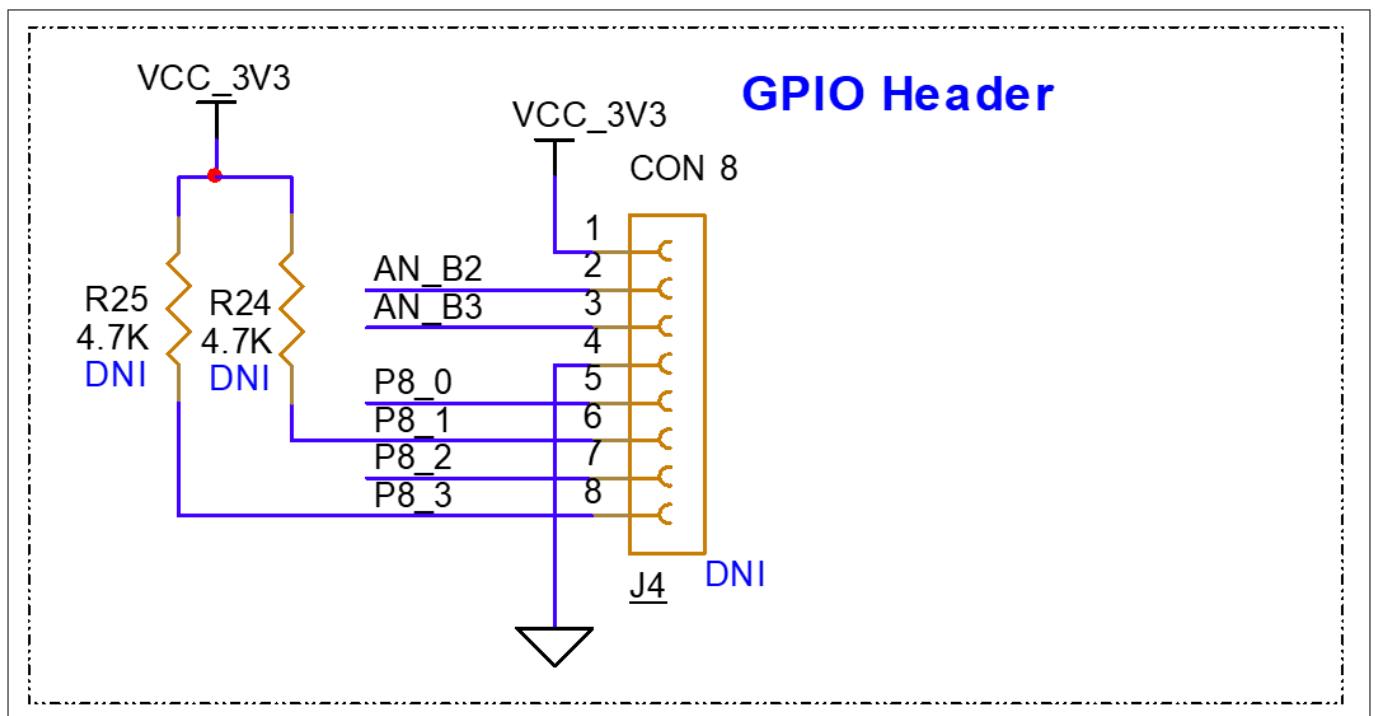 GPIO Header
VCC_3V3
VCC_3V3
CON 8
R25
4.7K
DNI
R24
4.7K
DNI
1
AN_B2 2
AN_B3 3
4
P8_0 5
P8_1 6
P8_2 7
P8_3 8
J4
DNI